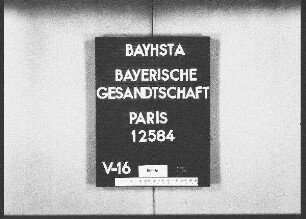 BAYHSTA
BAYERISCHE
GESANDTSCHAFT
PARIS
12584
V-16